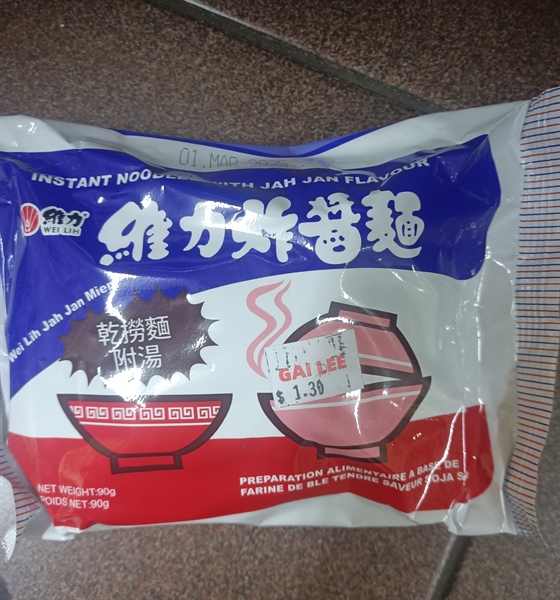 01.MAR 2025
INSTANT NOODLES WITH JAH JAN FLAVOUR
維力
WEI LIH
維力炸醬麵
Wei Lih Jah Jan Mien
乾撈麵
附湯
GAI LEE
$ 1.30
NET WEIGHT:90g
POIDS NET:90g
PREPARATION ALIMENTAIRE A BASE DE
FARINE DE BLE TENDRE SAVEUR SOJA